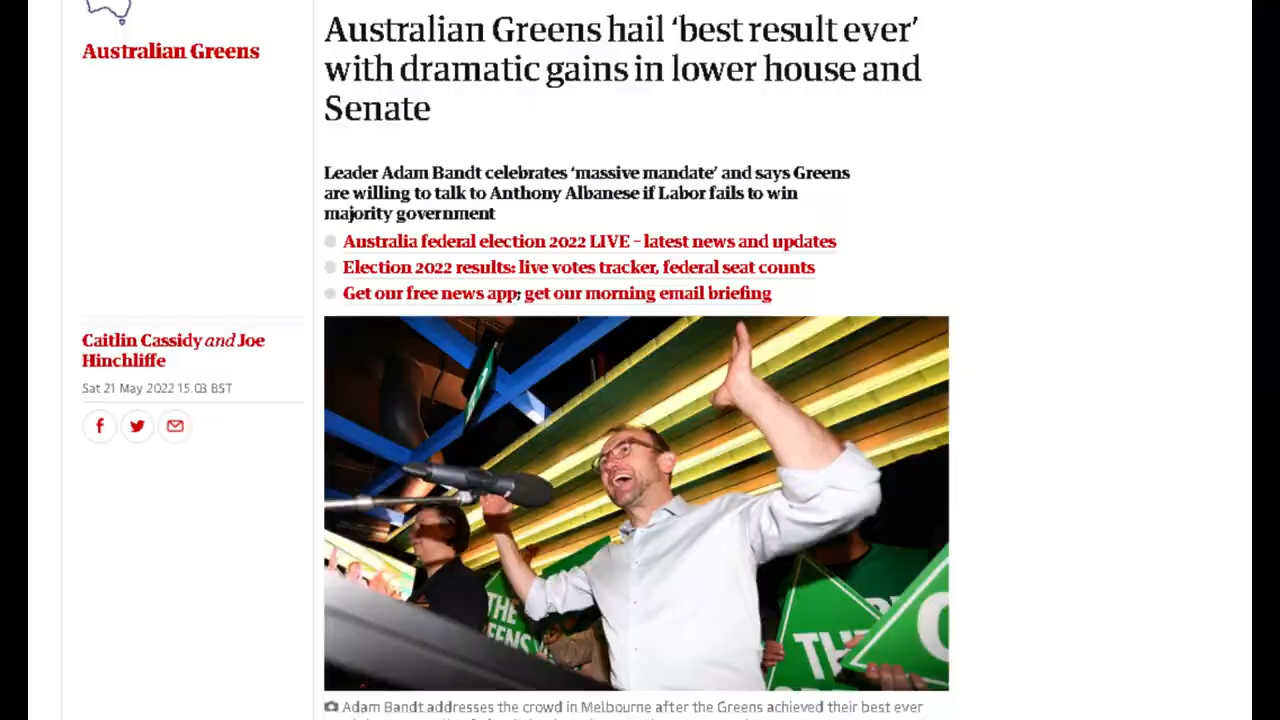 Australian Greens
Australian Greens hail ‘best result ever’
with dramatic gains in lower house and
Senate
Leader Adam Bandt celebrates ‘massive mandate’ and says Greens
are willing to talk to Anthony Albanese if Labor fails to win
majority government
Australia federal election 2022 LIVE – latest news and updates
Election 2022 results: live votes tracker, federal seat counts
Get our free news app; get our morning email briefing
Caitlin Cassidy and Joe
Hinchliffe
Sat 21 May 2022 15.03 BST
THE
Adam Bandt addresses the crowd in Melbourne after the Greens achieved their best ever